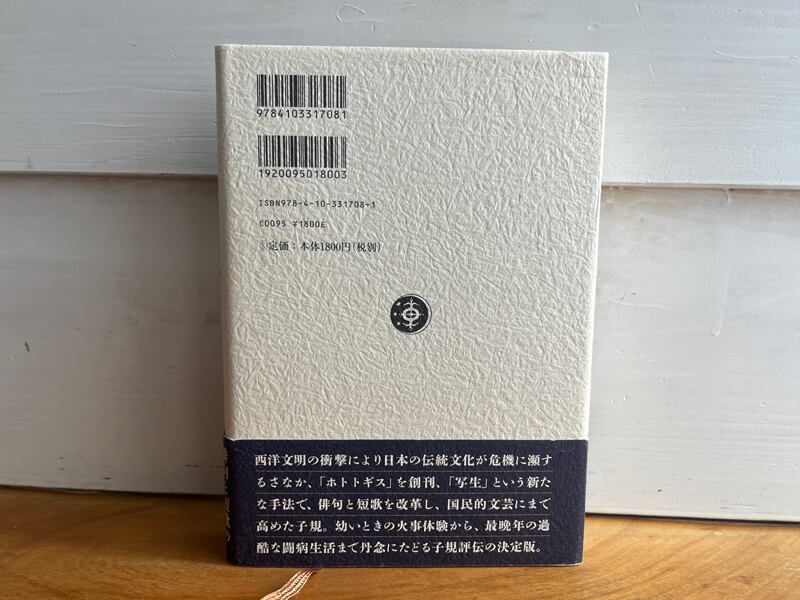 9784103317081
1920095018003
ISBN978-4-10-331708-1
C0095 ¥1800E
定価：本体1800円(税別)
西洋文明の衝撃により日本の伝統文化が危機に瀕す
るさなか、「ホトトギス」を創刊、「写生」という新た
な手法で、俳句と短歌を改革し、国民的文芸にまで
高めた子規。幼いときの火事体験から、最晩年の過
酷な闘病生活まで丹念にたどる子規評伝の決定版。